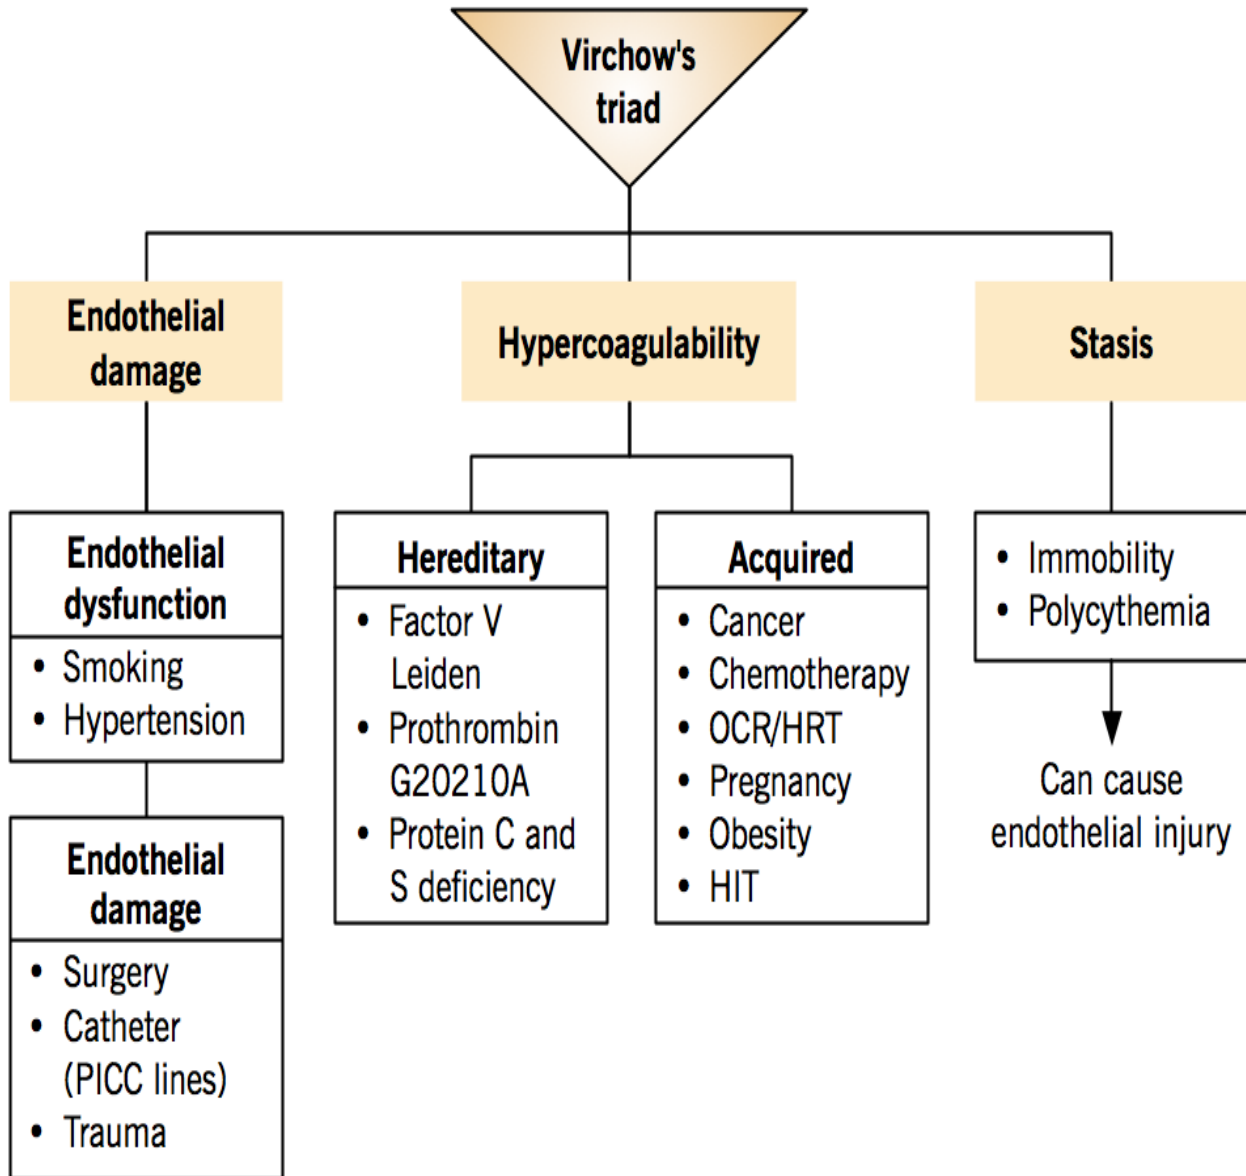 Virchow's
triad
Endothelial
damage
Hypercoagulability
Stasis
Endothelial
dysfunction
• Smoking
• Hypertension
Endothelial
damage
• Surgery
• Catheter
(PICC lines)
• Trauma
Hereditary
• Factor V
Leiden
• Prothrombin
G20210A
• Protein C and
S deficiency
Acquired
• Cancer
• Chemotherapy
• OCR/HRT
• Pregnancy
• Obesity
• HIT
• Immobility
• Polycythemia
Can cause
endothelial injury